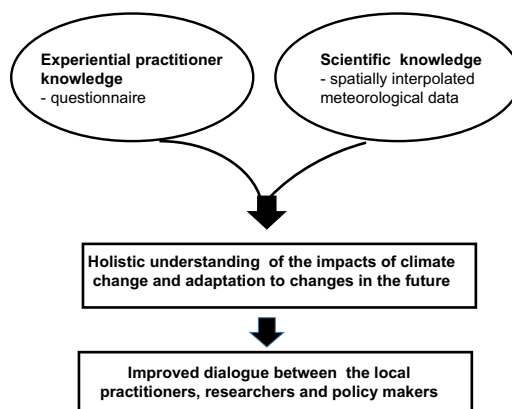 Experiential practitioner
knowledge
- questionnaire
Scientific knowledge
- spatially interpolated
meteorological data
Holistic understanding of the impacts of climate
change and adaptation to changes in the future
Improved dialogue between the local
practitioners, researchers and policy makers